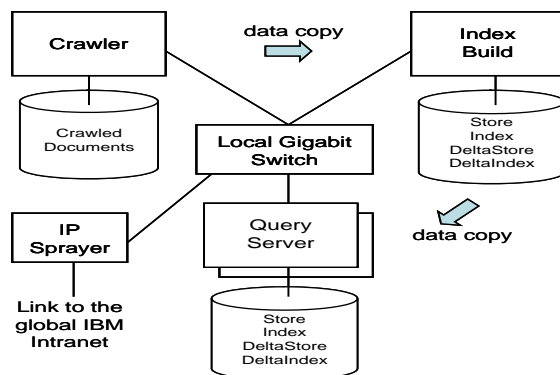 Crawler
data copy
Index
Build
Crawled
Documents
Store
Index
DeltaStore
DeltaIndex
Local Gigabit
Switch
IP
Sprayer
Query
Server
data copy
Link to the
global IBM
Intranet
Store
Index
DeltaStore
DeltaIndex